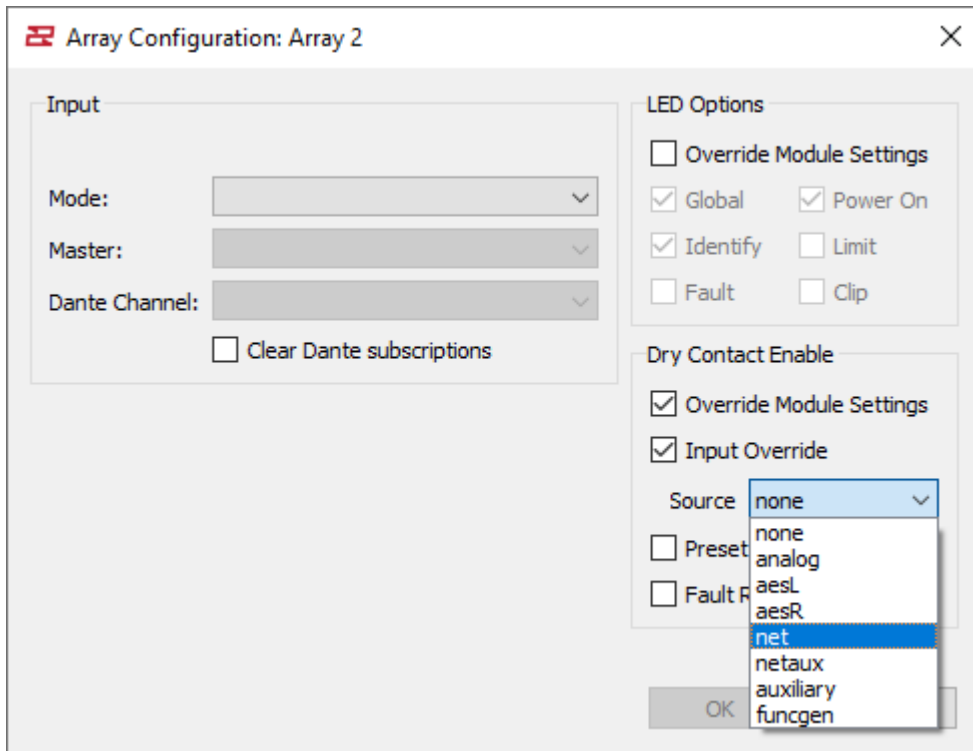 Array Configuration: Array 2
Input
Mode:
Master:
Dante Channel:
Clear Dante subscriptions
LED Options
Override Module Settings
Global Power On
Identify Limit
Fault Clip
Dry Contact Enable
Override Module Settings
Input Override
Source none
none
analog
aesL
aesR
net
netaux
auxiliary
funcgen
Preset
Fault R
OK